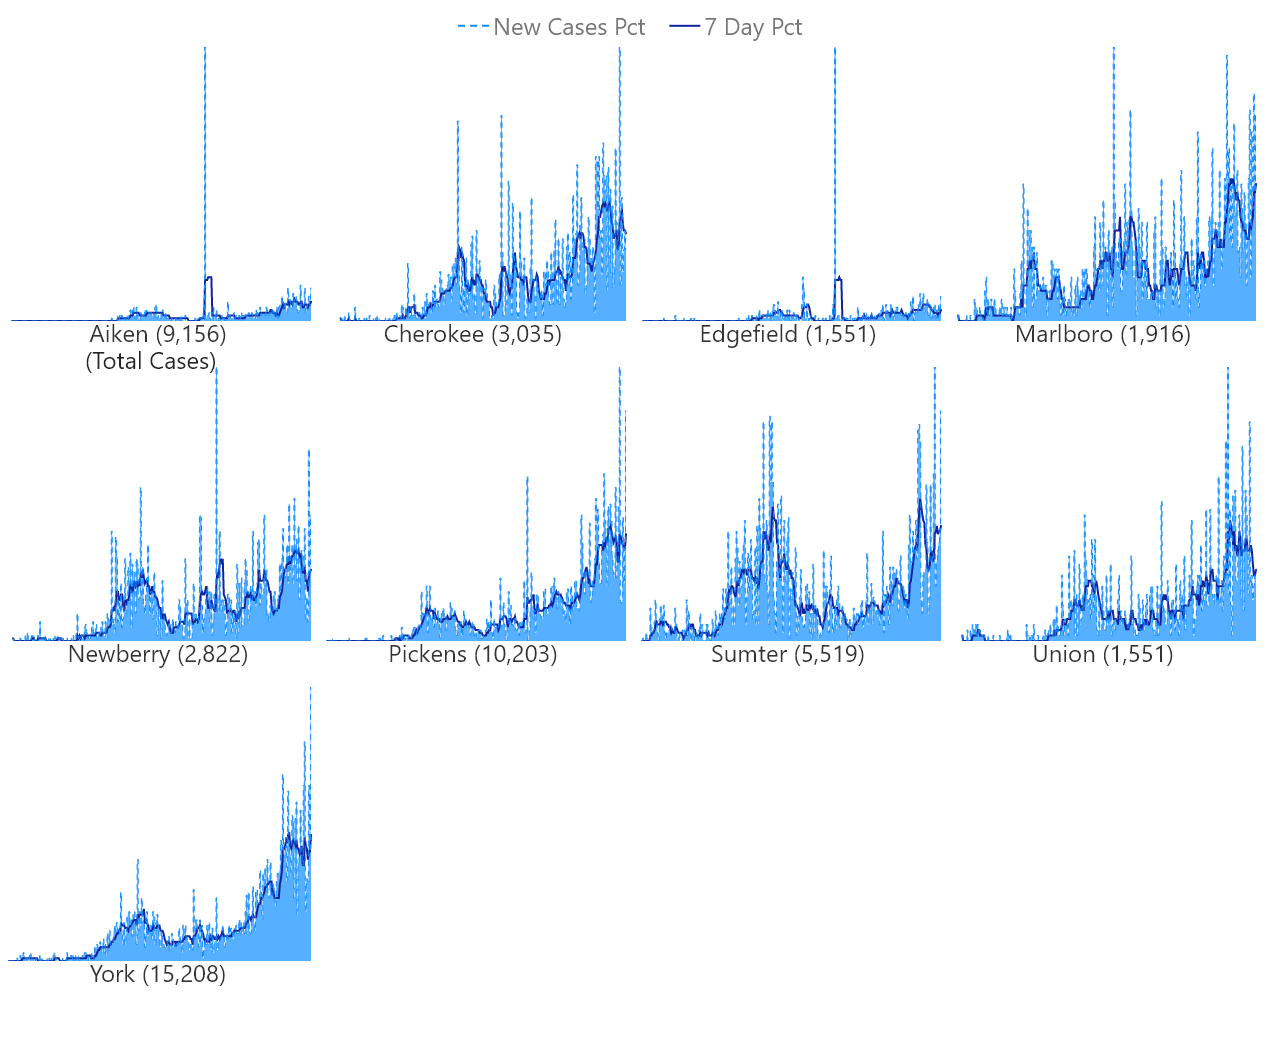 New Cases Pct 7 Day Pct
Aiken (9,156)
(Total Cases)
Cherokee (3,035)
Edgefield (1,551)
Marlboro (1,916)
Newberry (2,822)
Pickens (10,203)
Sumter (5,519)
Union (1,551)
York (15,208)